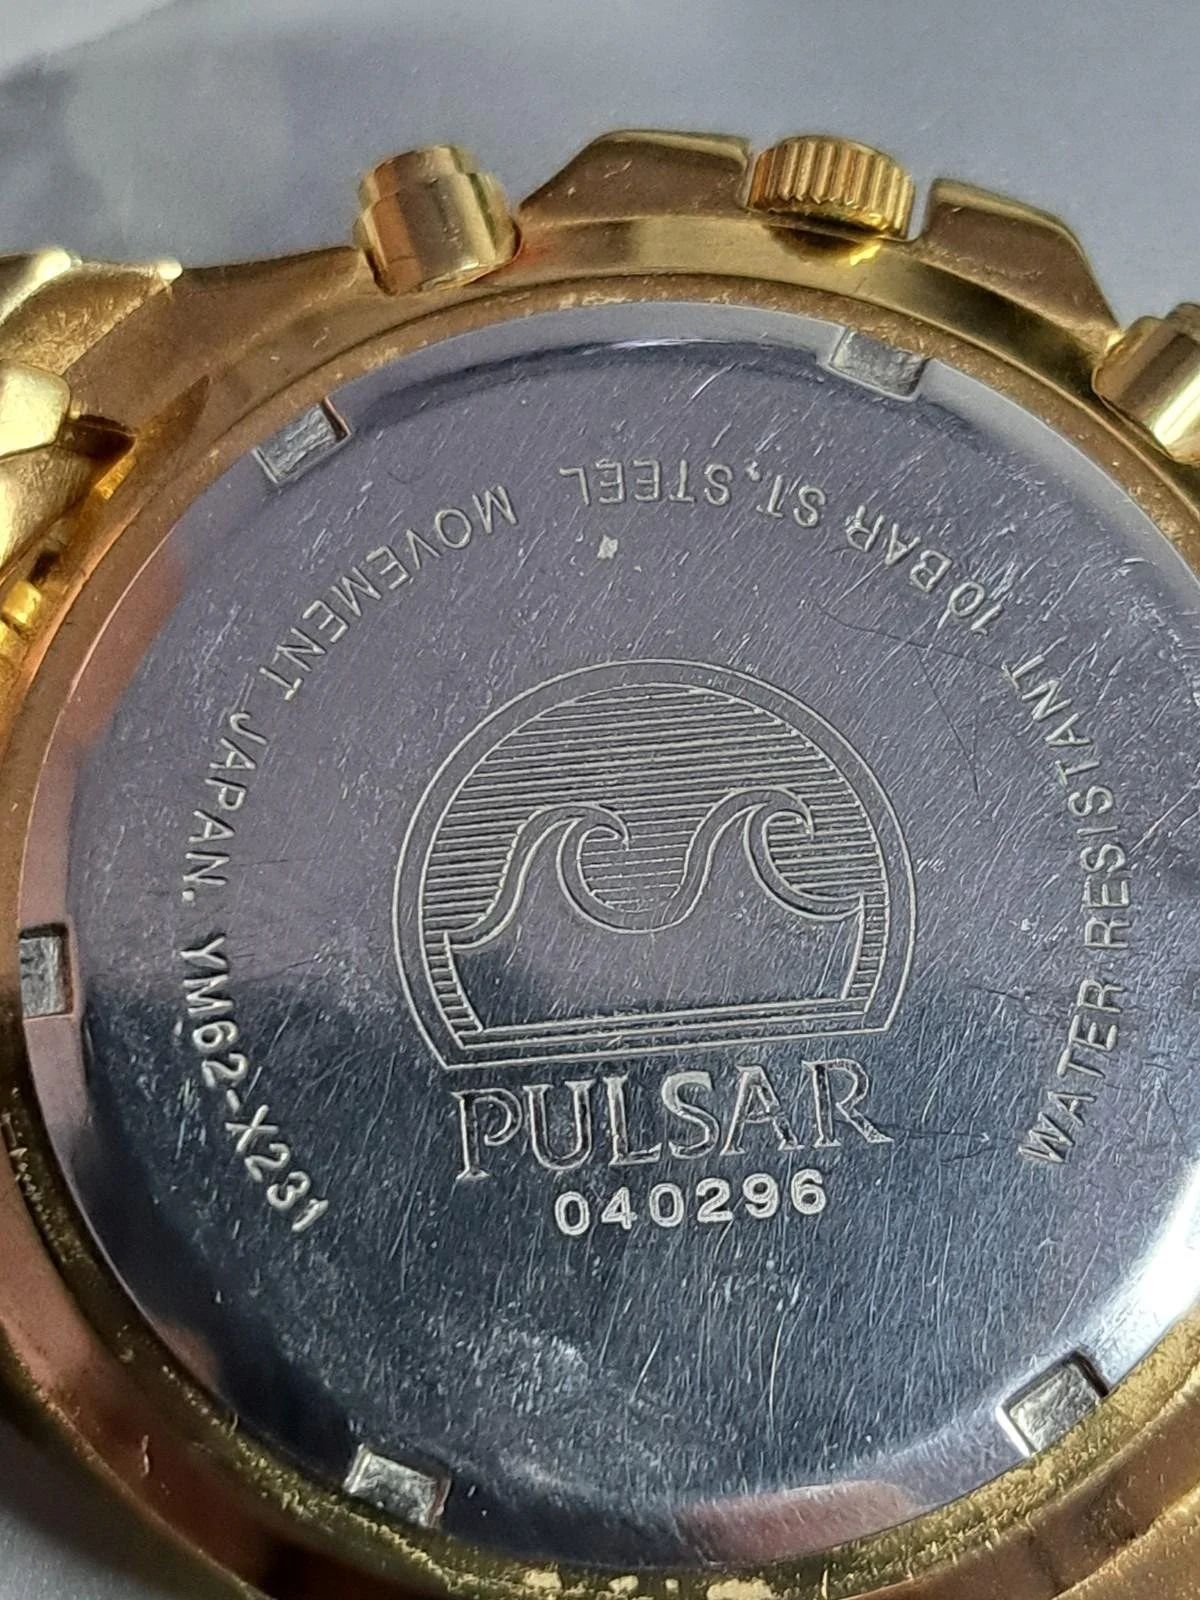 WATER-RESISTANT 10BAR ST.STEEL MOVEMENT JAPAN. YM62-X231
PULSAR
040296